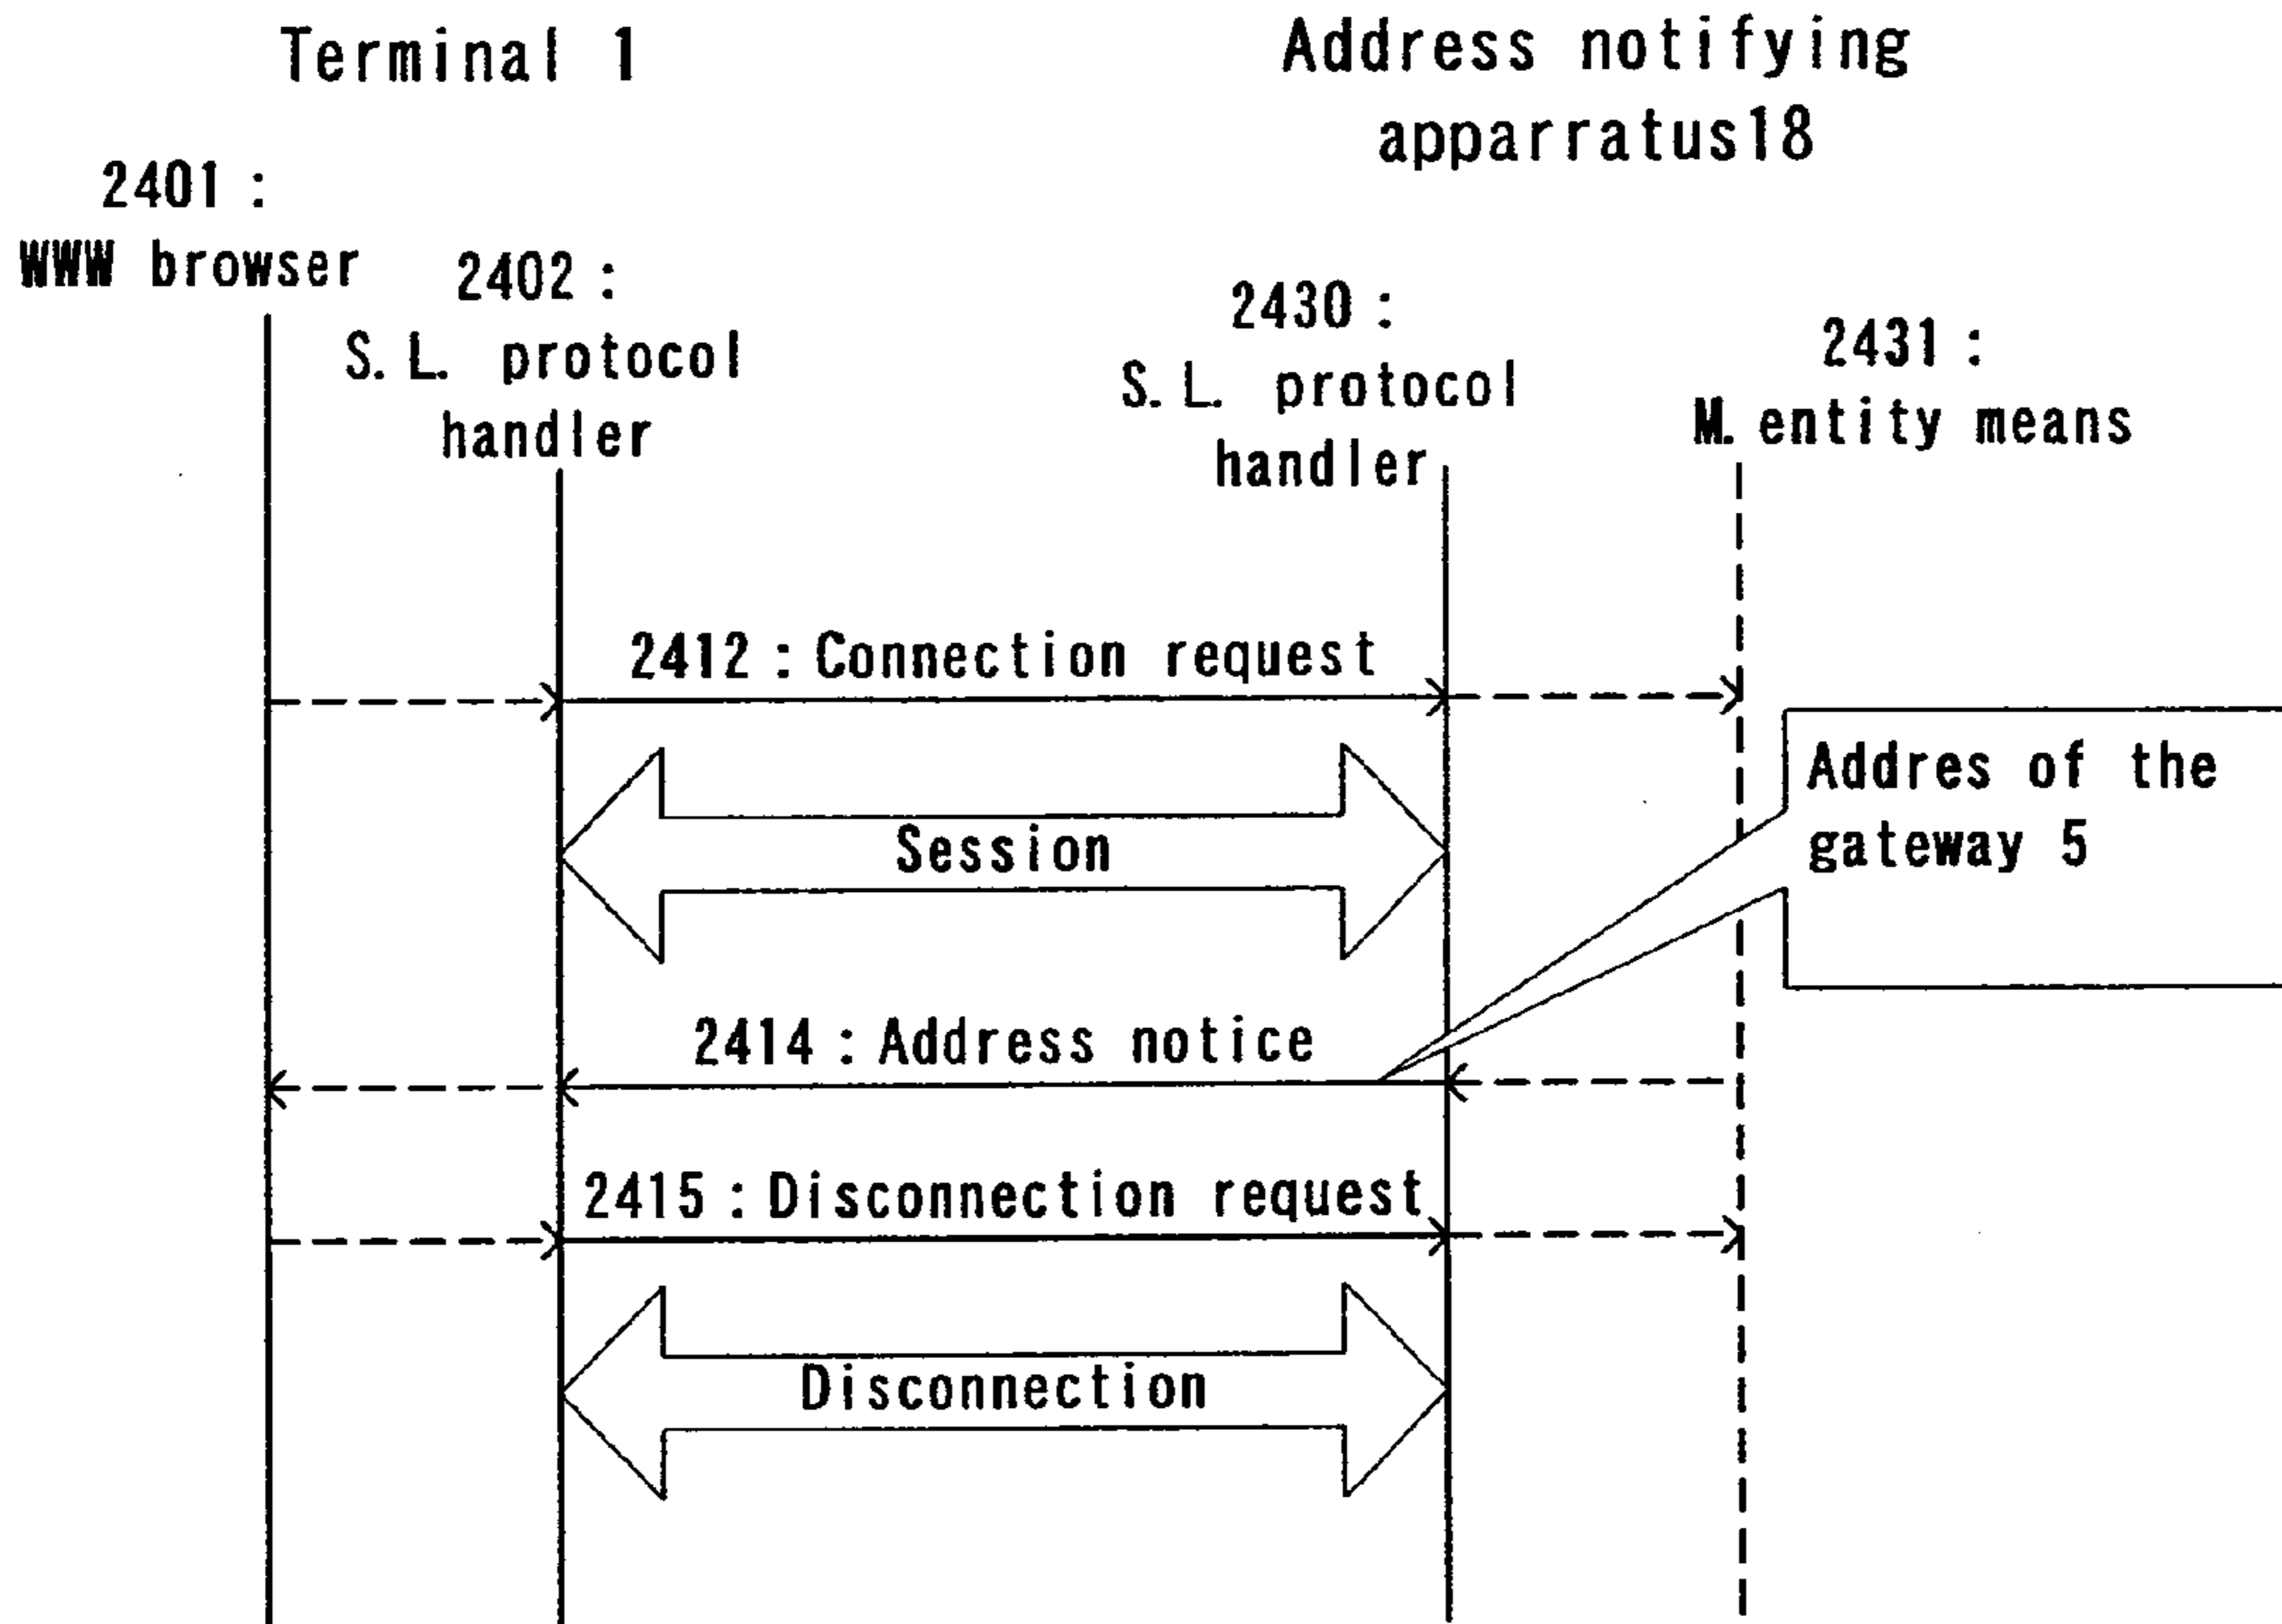 Terminal 1
Address notifying
apparratus18
2401 :
WWW browser
2402 :
S. L. protocol
handler
2430 :
S. L. protocol
handler
2431 :
M. entity means
2412 : Connection request
Addres of the
gateway 5
Session
2414 : Address notice
2415 : Disconnection request
Disconnection